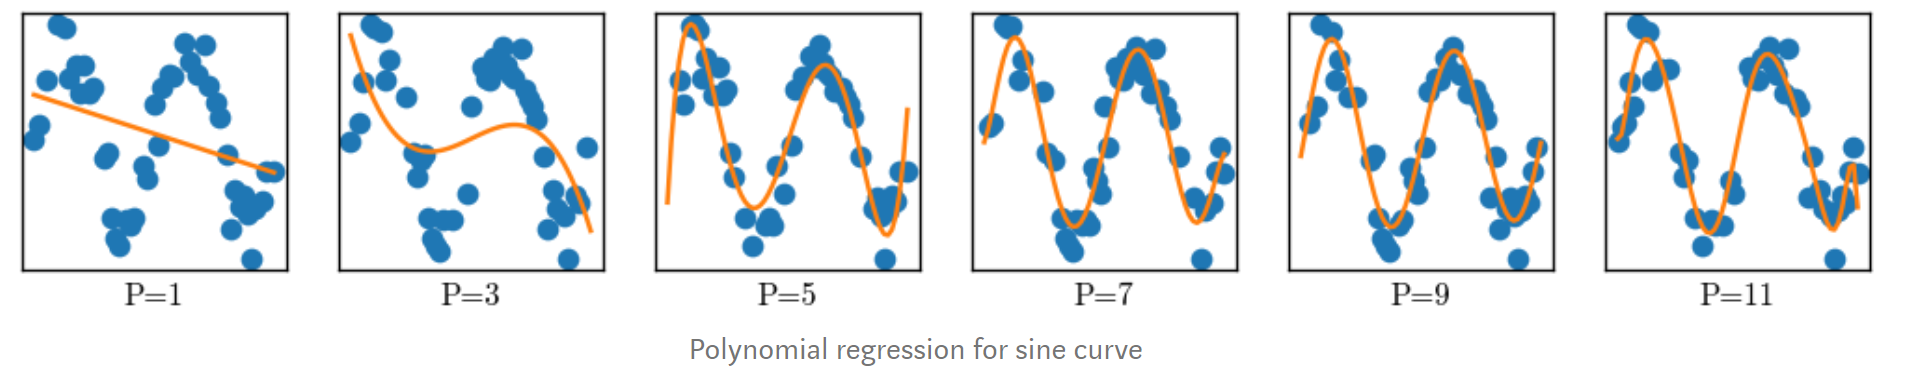 P=1 P=3 P=5 P=7 P=9 P=11
Polynomial regression for sine curve